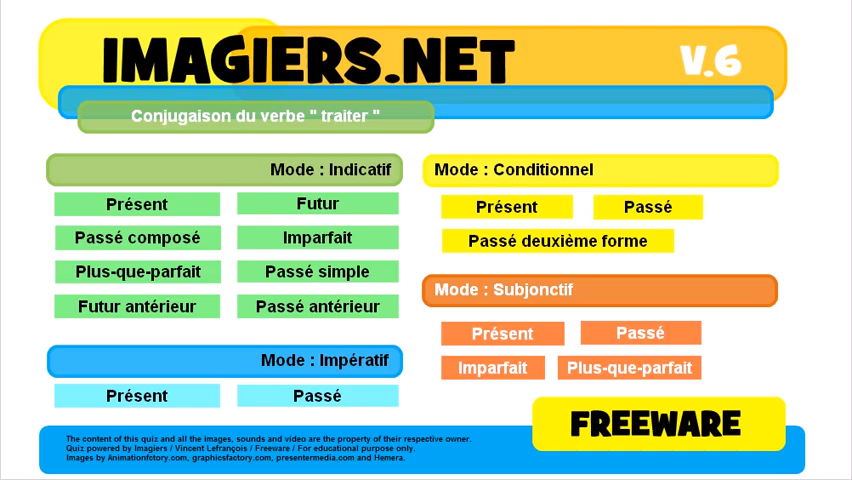 IMAGIERS.NET
V.6
Conjugaison du verbe " traiter "
Mode : Indicatif
Présent
Futur
Passé composé
Imparfait
Plus-que-parfait
Passé simple
Futur antérieur
Passé antérieur
Mode : Impératif
Présent
Passé
Mode : Conditionnel
Présent
Passé
Passé deuxième forme
Mode : Subjonctif
Présent
Passé
Imparfait
Plus-que-parfait
FREEWARE
The content of this quiz and all the images, sounds and video are the property of their respective owner.
Quiz powered by Imagiers / Vincent Lefrançois / Freeware / For educational purpose only.
Images by Animationfctory.com, graphicsfactory.com, presentermedia.com and Hemera.